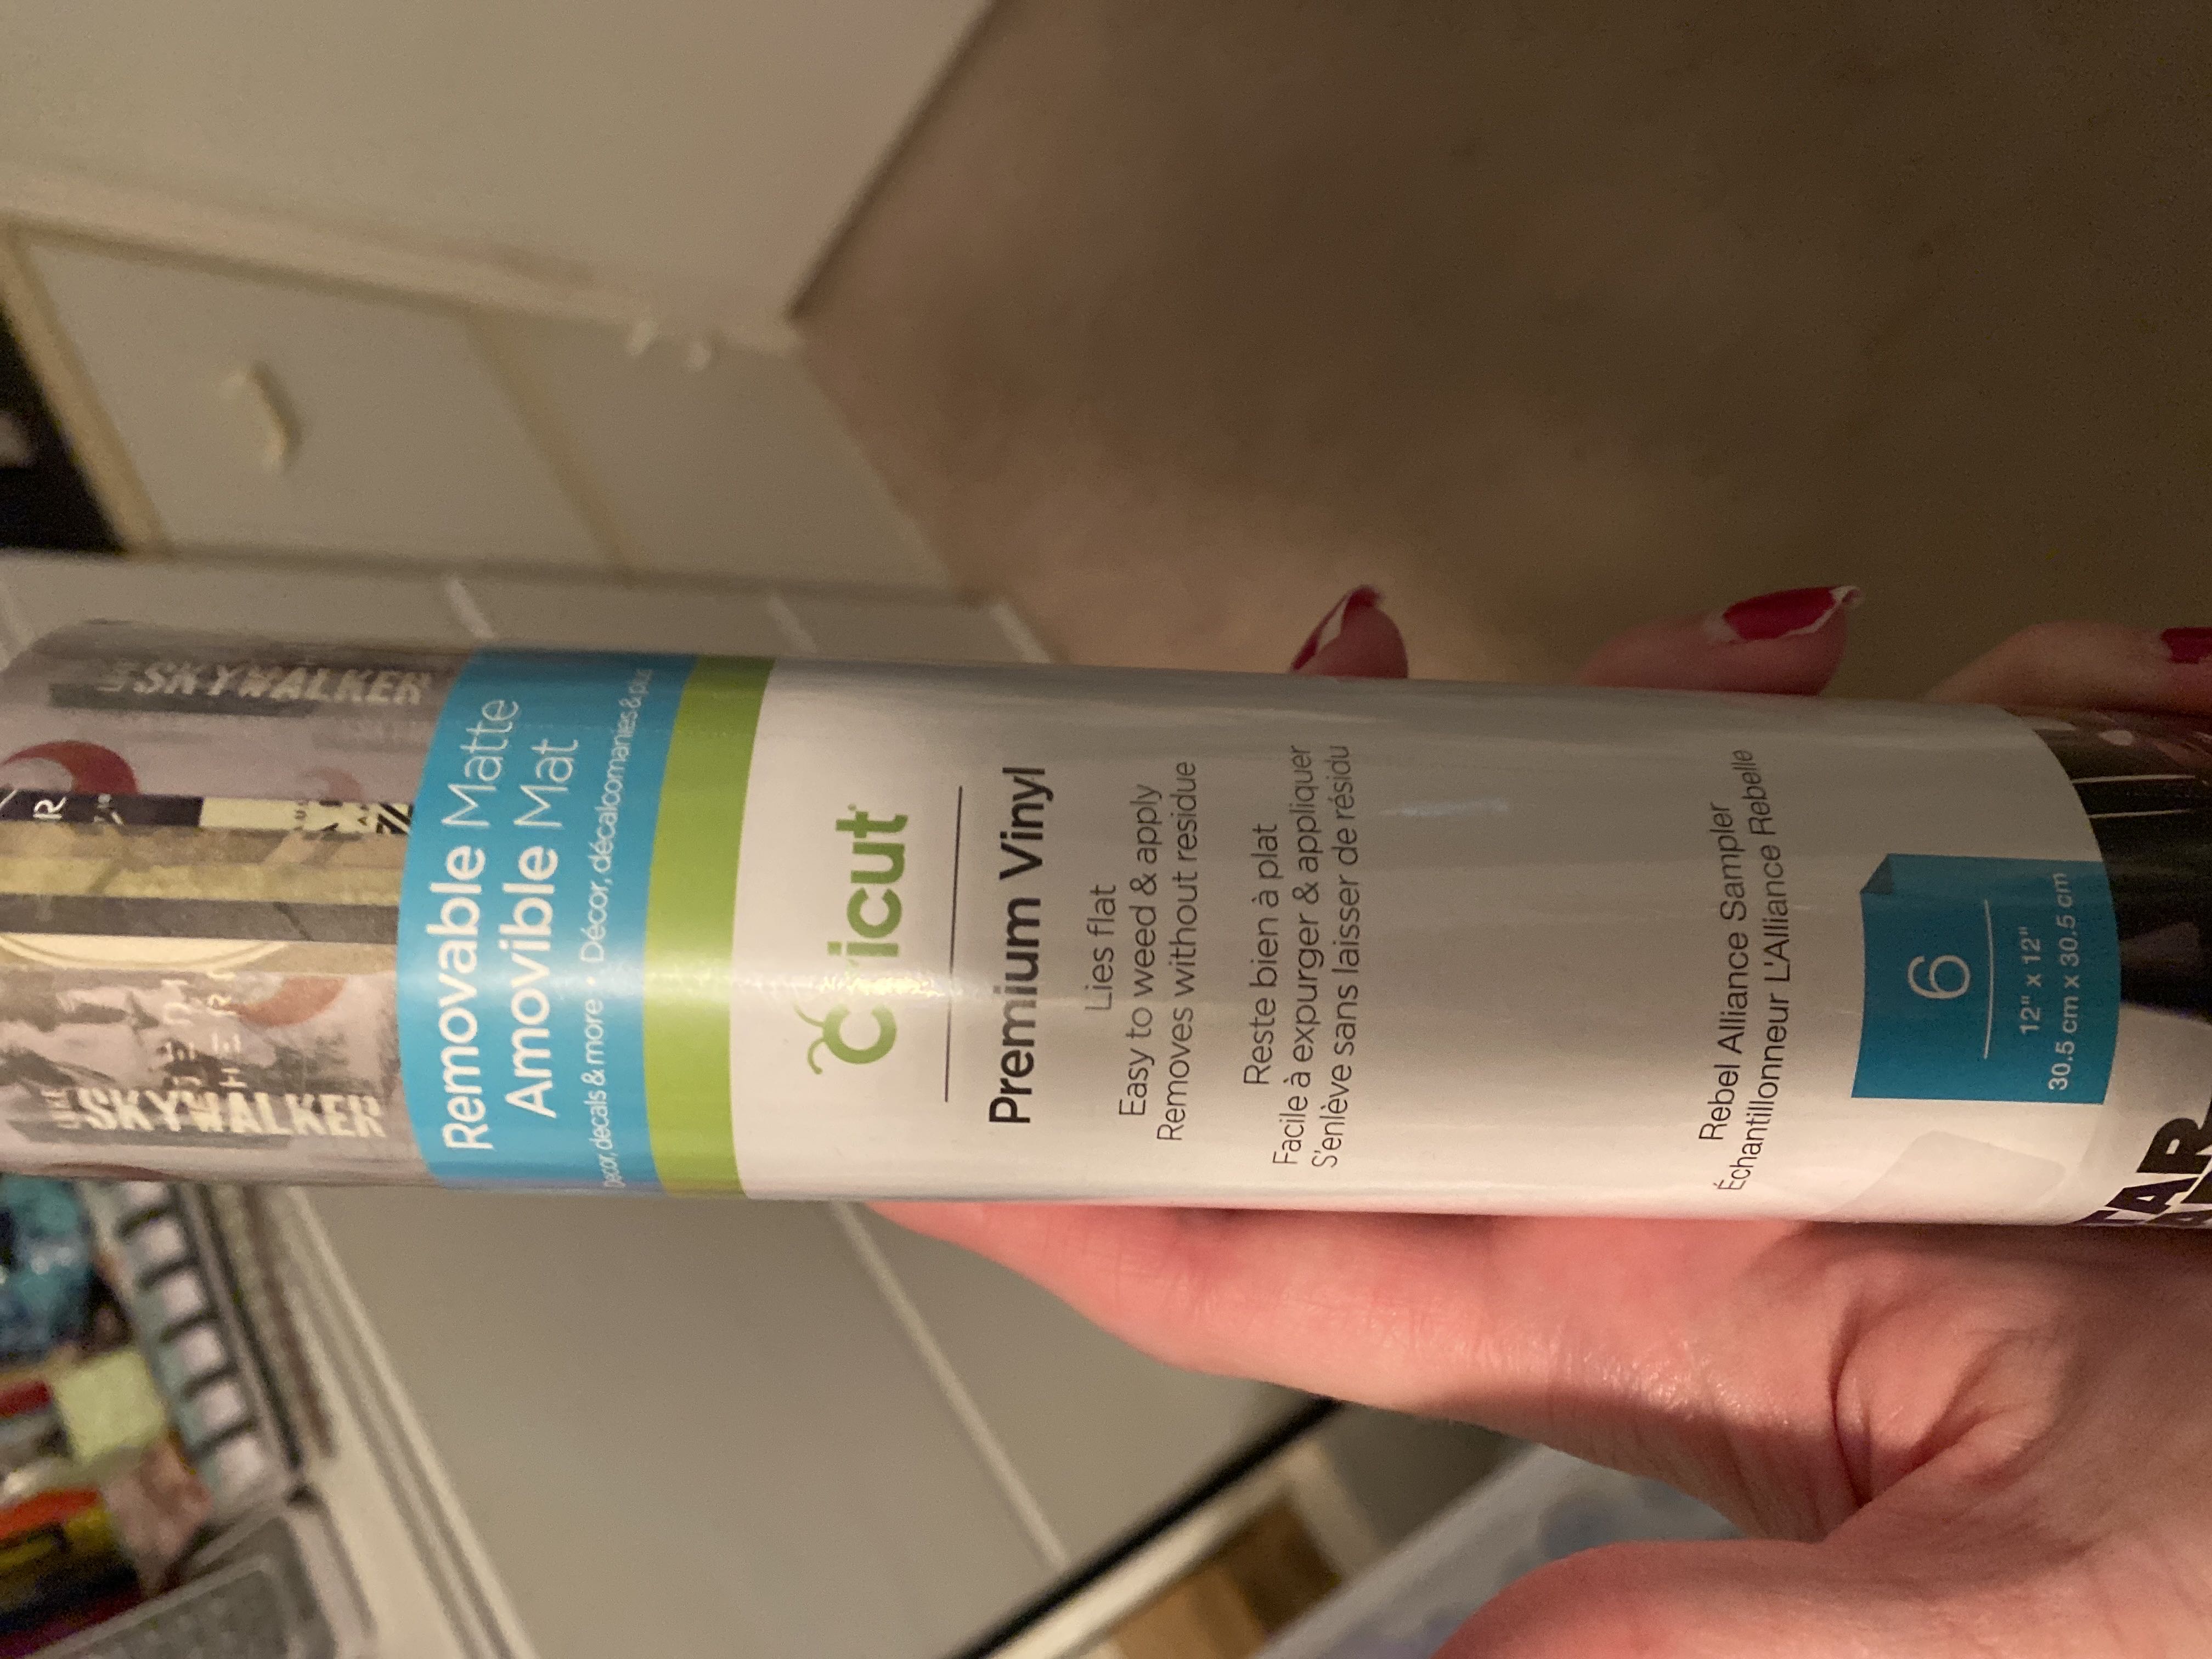 SKYWALKER
SKYWALKER
Removable Matte
Amovible Mat
Decor, decals & more • Décor, décalcomanies & plus
cricut
Premium Vinyl
Lies flat
Easy to weed & apply
Removes without residue
Reste bien à plat
Facile à expurger & appliquer
S'enlève sans laisser de résidu
Rebel Alliance Sampler
Échantillonneur L'Alliance Rebelle
6
12" x 12"
30.5 cm x 30.5 cm